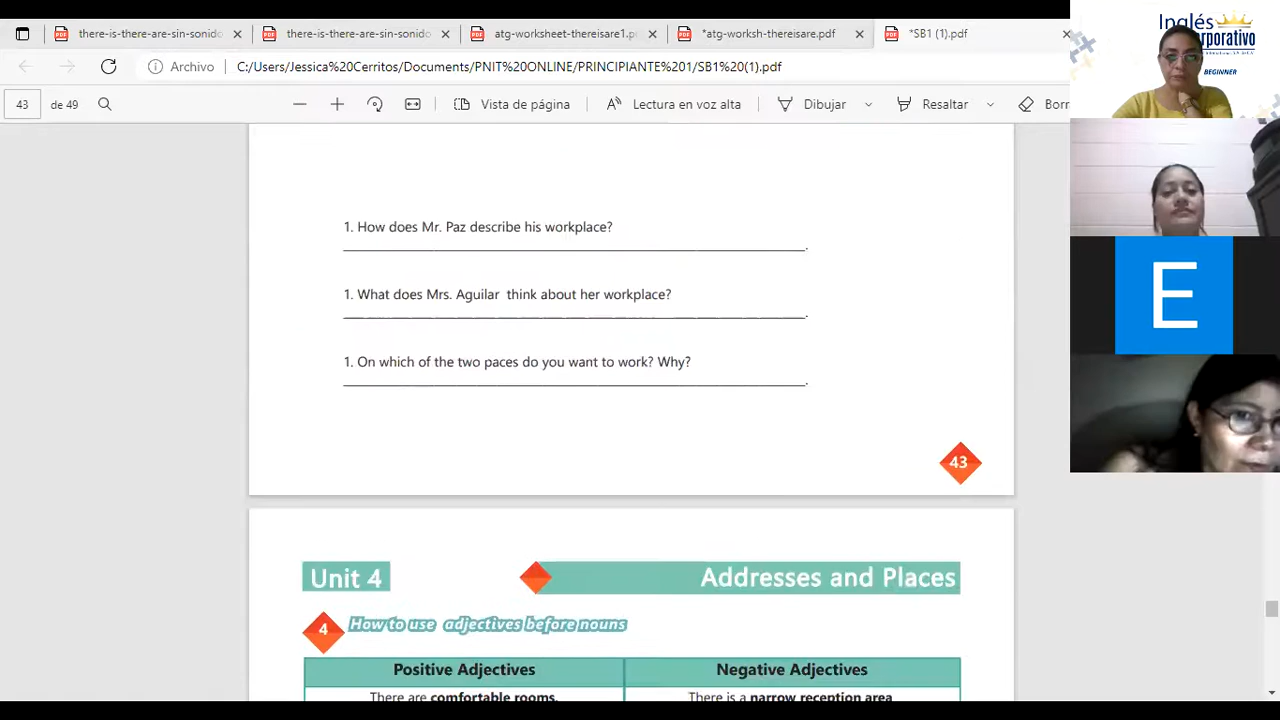 there-is-there-are-sin-sonido
there-is-there-are-sin-sonido
atg-worksheet-thereisare1.p
*atg-worksh-thereisare.pdf
*SB1 (1).pdf
Archivo
C:/Users/Jessica%20Cerritos/Documents/PNIT%20ONLINE/PRINCIPIANTE%201/SB1%20(1).pdf
43
de 49
Vista de página
Lectura en voz alta
Dibujar
Resaltar
Borr
Inglés
orporativo
BEGINNER
1. How does Mr. Paz describe his workplace?
1. What does Mrs. Aguilar think about her workplace?
1. On which of the two paces do you want to work? Why?
43
E
Unit 4
Addresses and Places
4
How to use adjectives before nouns
Positive Adjectives
Negative Adjectives
There are comfortable rooms.
There is a narrow reception area